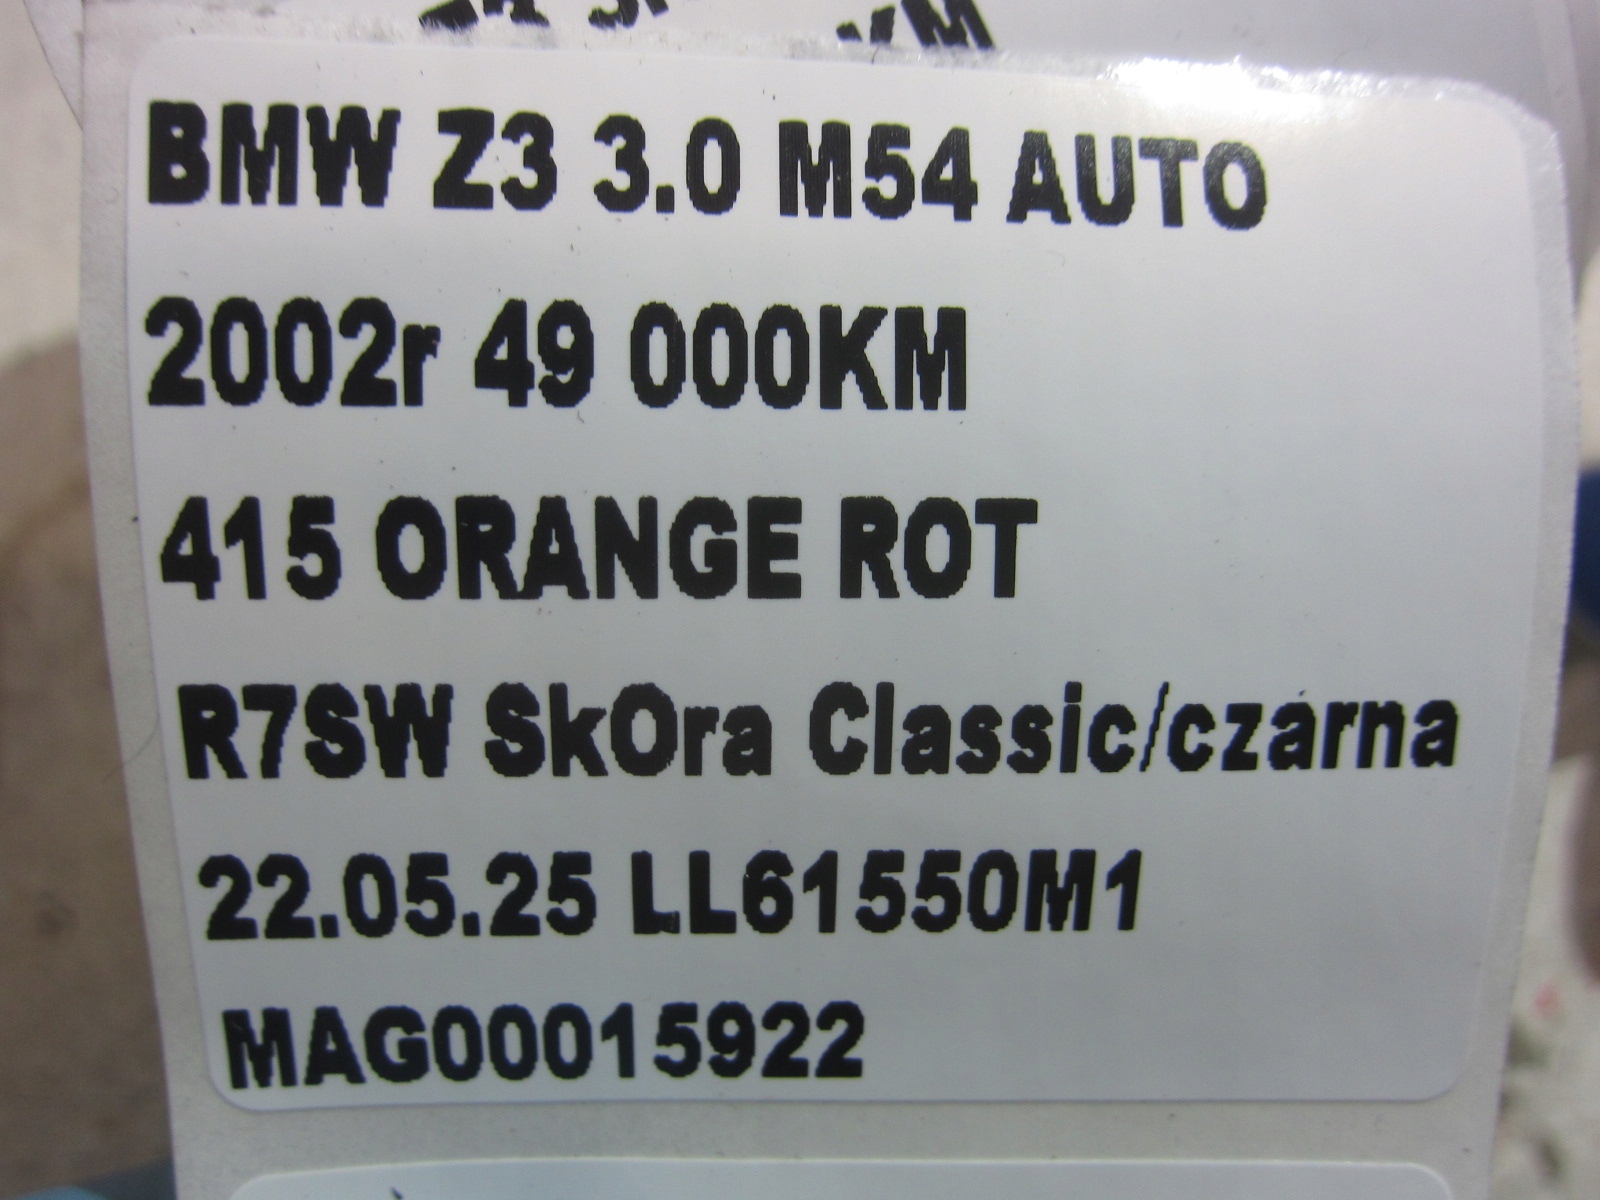 BMW Z3 3.0 M54 AUTO
2002r 49 000KM
415 ORANGE ROT
R7SW SkOra Classic/czarna
22.05.25 LL61550M1
MAG00015922